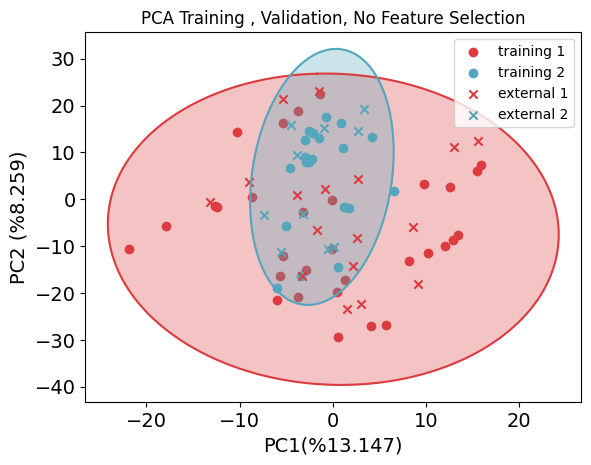 PCA Training , Validation, No Feature Selection
training 1
training 2
external 1
external 2
30
20
10
0
−10
−20
−30
−40
PC2 (%8.259)
−20 −10 0 10 20
PC1(%13.147)